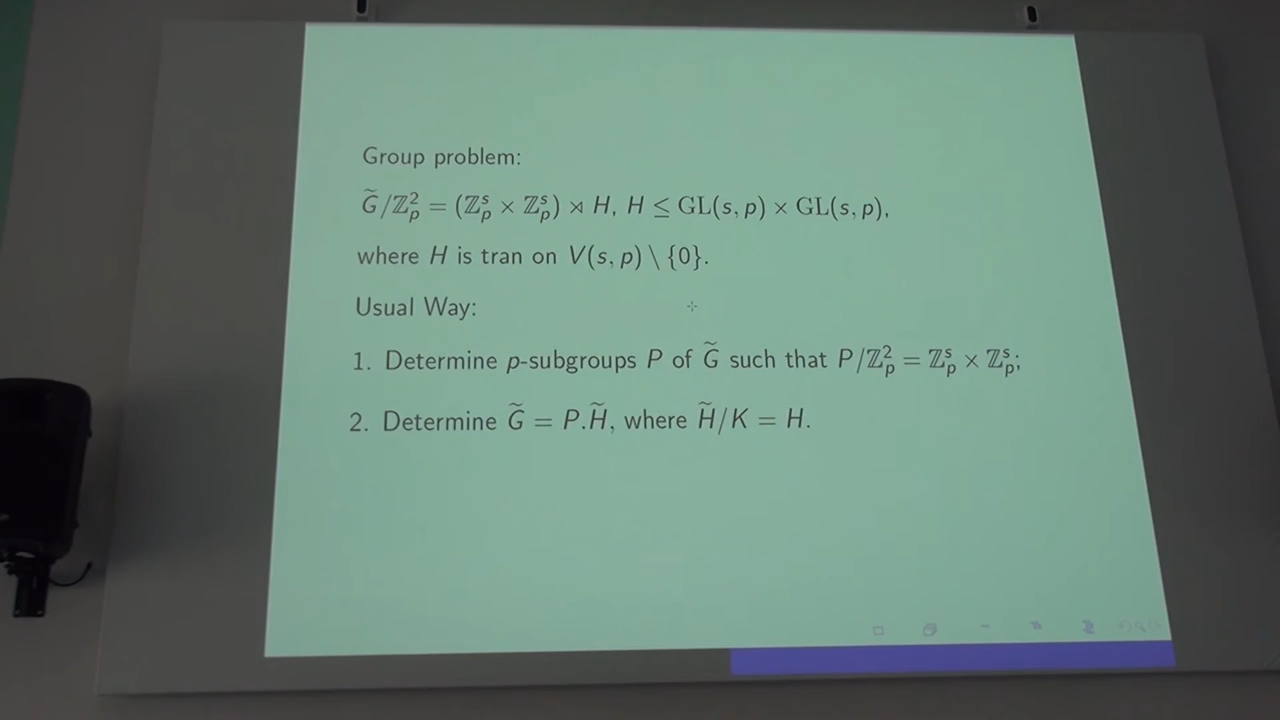 Group problem:
G̃/ℤ_p^2 = (ℤ_p^s × ℤ_p^s) ⋊ H, H ≤ GL(s, p) × GL(s, p),
where H is tran on V(s, p) \ {0}.
Usual Way:
1. Determine p-subgroups P of G̃ such that P/ℤ_p^2 = ℤ_p^s × ℤ_p^s;
2. Determine G̃ = P.H̃, where H̃/K = H.